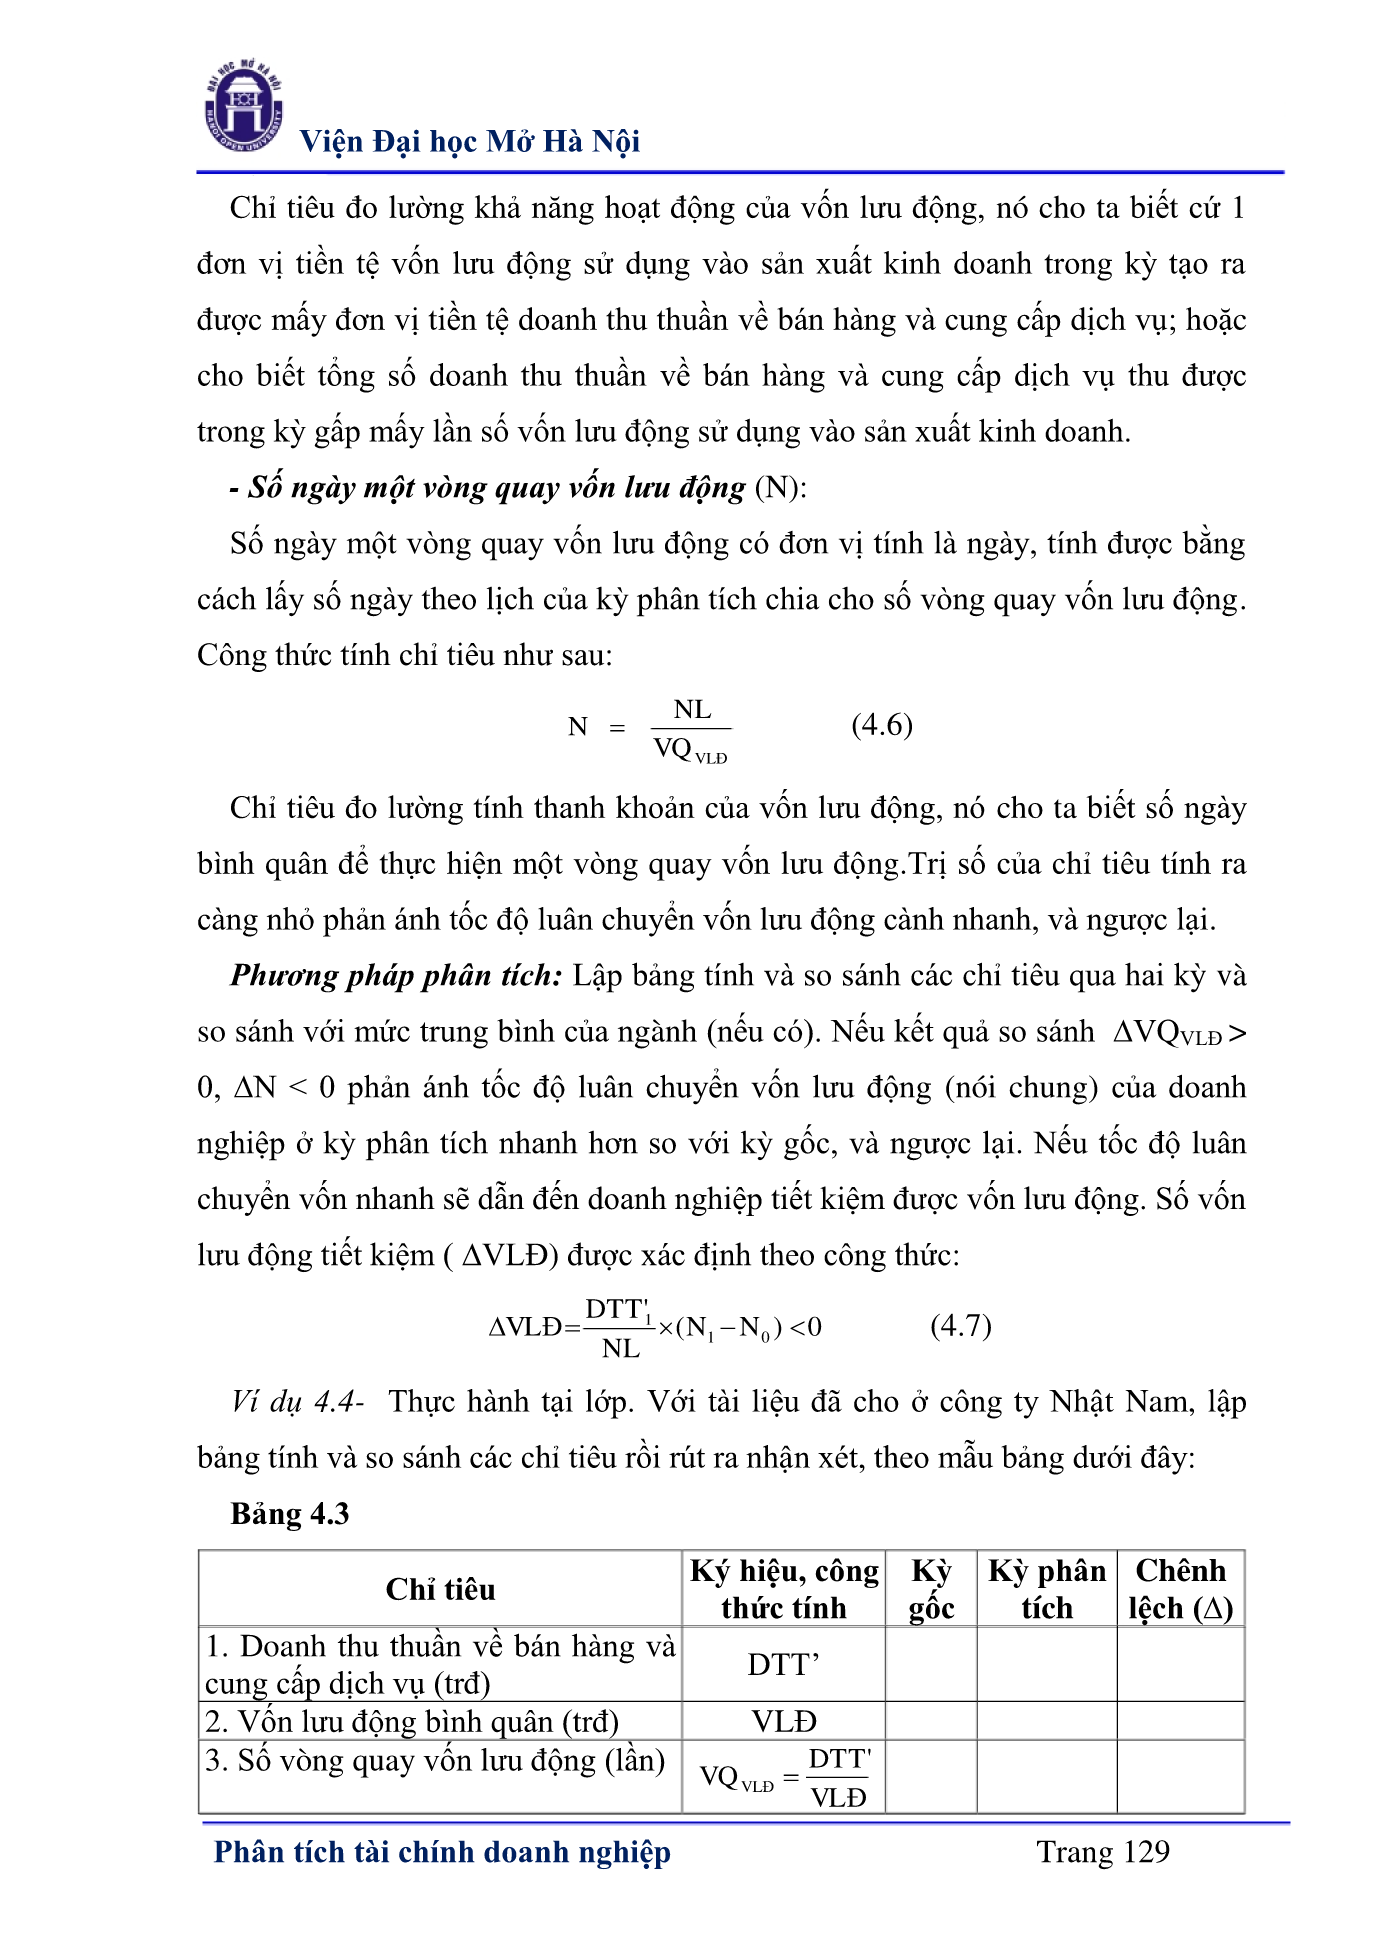 ĐẠI HỌC MỞ HÀ NỘI
HANOI OPEN UNIVERSITY
Viện Đại học Mở Hà Nội
Chỉ tiêu đo lường khả năng hoạt động của vốn lưu động, nó cho ta biết cứ 1
đơn vị tiền tệ vốn lưu động sử dụng vào sản xuất kinh doanh trong kỳ tạo ra
được mấy đơn vị tiền tệ doanh thu thuần về bán hàng và cung cấp dịch vụ; hoặc
cho biết tổng số doanh thu thuần về bán hàng và cung cấp dịch vụ thu được
trong kỳ gấp mấy lần số vốn lưu động sử dụng vào sản xuất kinh doanh.
- Số ngày một vòng quay vốn lưu động (N):
Số ngày một vòng quay vốn lưu động có đơn vị tính là ngày, tính được bằng
cách lấy số ngày theo lịch của kỳ phân tích chia cho số vòng quay vốn lưu động.
Công thức tính chỉ tiêu như sau:
N = NL / VQ VLĐ (4.6)
Chỉ tiêu đo lường tính thanh khoản của vốn lưu động, nó cho ta biết số ngày
bình quân để thực hiện một vòng quay vốn lưu động.Trị số của chỉ tiêu tính ra
càng nhỏ phản ánh tốc độ luân chuyển vốn lưu động cành nhanh, và ngược lại.
Phương pháp phân tích: Lập bảng tính và so sánh các chỉ tiêu qua hai kỳ và
so sánh với mức trung bình của ngành (nếu có). Nếu kết quả so sánh ∆VQVLĐ >
0, ∆N < 0 phản ánh tốc độ luân chuyển vốn lưu động (nói chung) của doanh
nghiệp ở kỳ phân tích nhanh hơn so với kỳ gốc, và ngược lại. Nếu tốc độ luân
chuyển vốn nhanh sẽ dẫn đến doanh nghiệp tiết kiệm được vốn lưu động. Số vốn
lưu động tiết kiệm ( ∆VLĐ) được xác định theo công thức:
∆VLĐ= DTT'1 / NL ×(N1 − N0) <0 (4.7)
Ví dụ 4.4- Thực hành tại lớp. Với tài liệu đã cho ở công ty Nhật Nam, lập
bảng tính và so sánh các chỉ tiêu rồi rút ra nhận xét, theo mẫu bảng dưới đây:
Bảng 4.3
Chỉ tiêu
Ký hiệu, công
thức tính
Kỳ
gốc
Kỳ phân
tích
Chênh
lệch (∆)
1. Doanh thu thuần về bán hàng và
cung cấp dịch vụ (trđ)
DTT’
2. Vốn lưu động bình quân (trđ)
VLĐ
3. Số vòng quay vốn lưu động (lần)
VQ VLĐ = DTT' / VLĐ
Phân tích tài chính doanh nghiệp
Trang 129